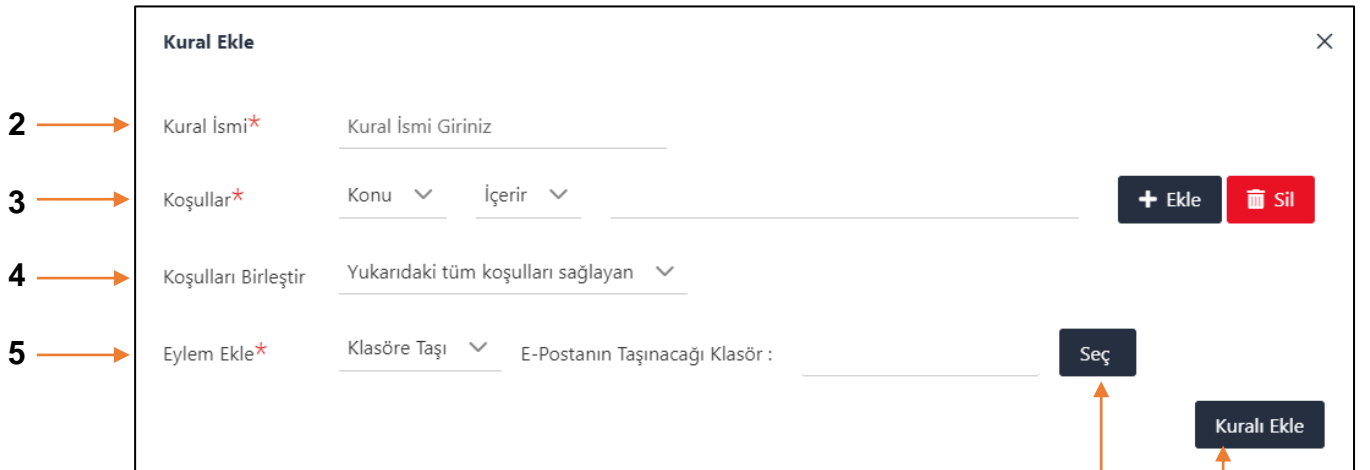 Kural Ekle
2 Kural İsmi* Kural İsmi Giriniz
3 Koşullar* Konu İçerir + Ekle Sil
4 Koşulları Birleştir Yukarıdaki tüm koşulları sağlayan
5 Eylem Ekle* Klasöre Taşı E-Postanın Taşınacağı Klasör : Seç
Kuralı Ekle